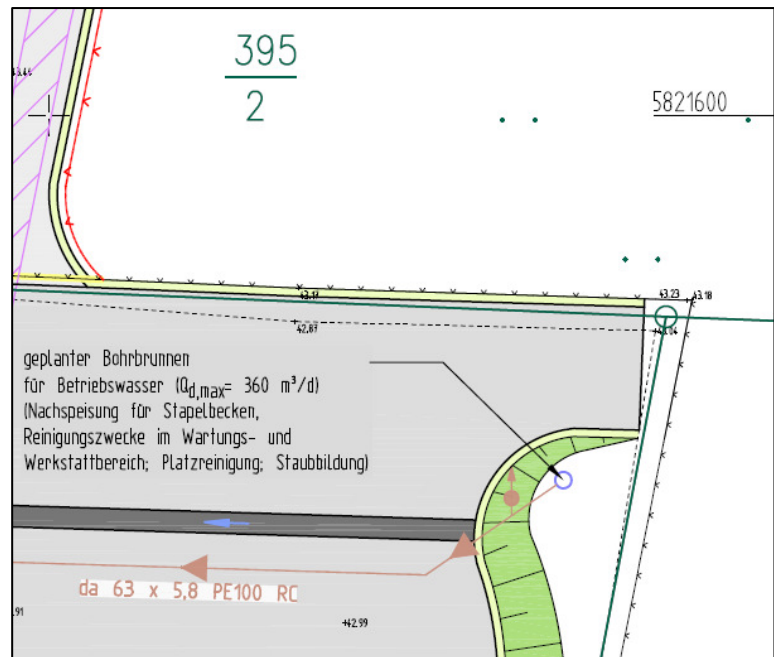 395
2
5821600
43.17
43.23
43.18
42.87
geplanter Bohrbrunnen
für Betriebswasser (Qd,max= 360 m³/d)
(Nachspeisung für Stapelbecken,
Reinigungszwecke im Wartungs- und
Werkstattbereich; Platzreinigung; Staubbildung)
da 63 x 5,8 PE100 RC
.91
+42.99